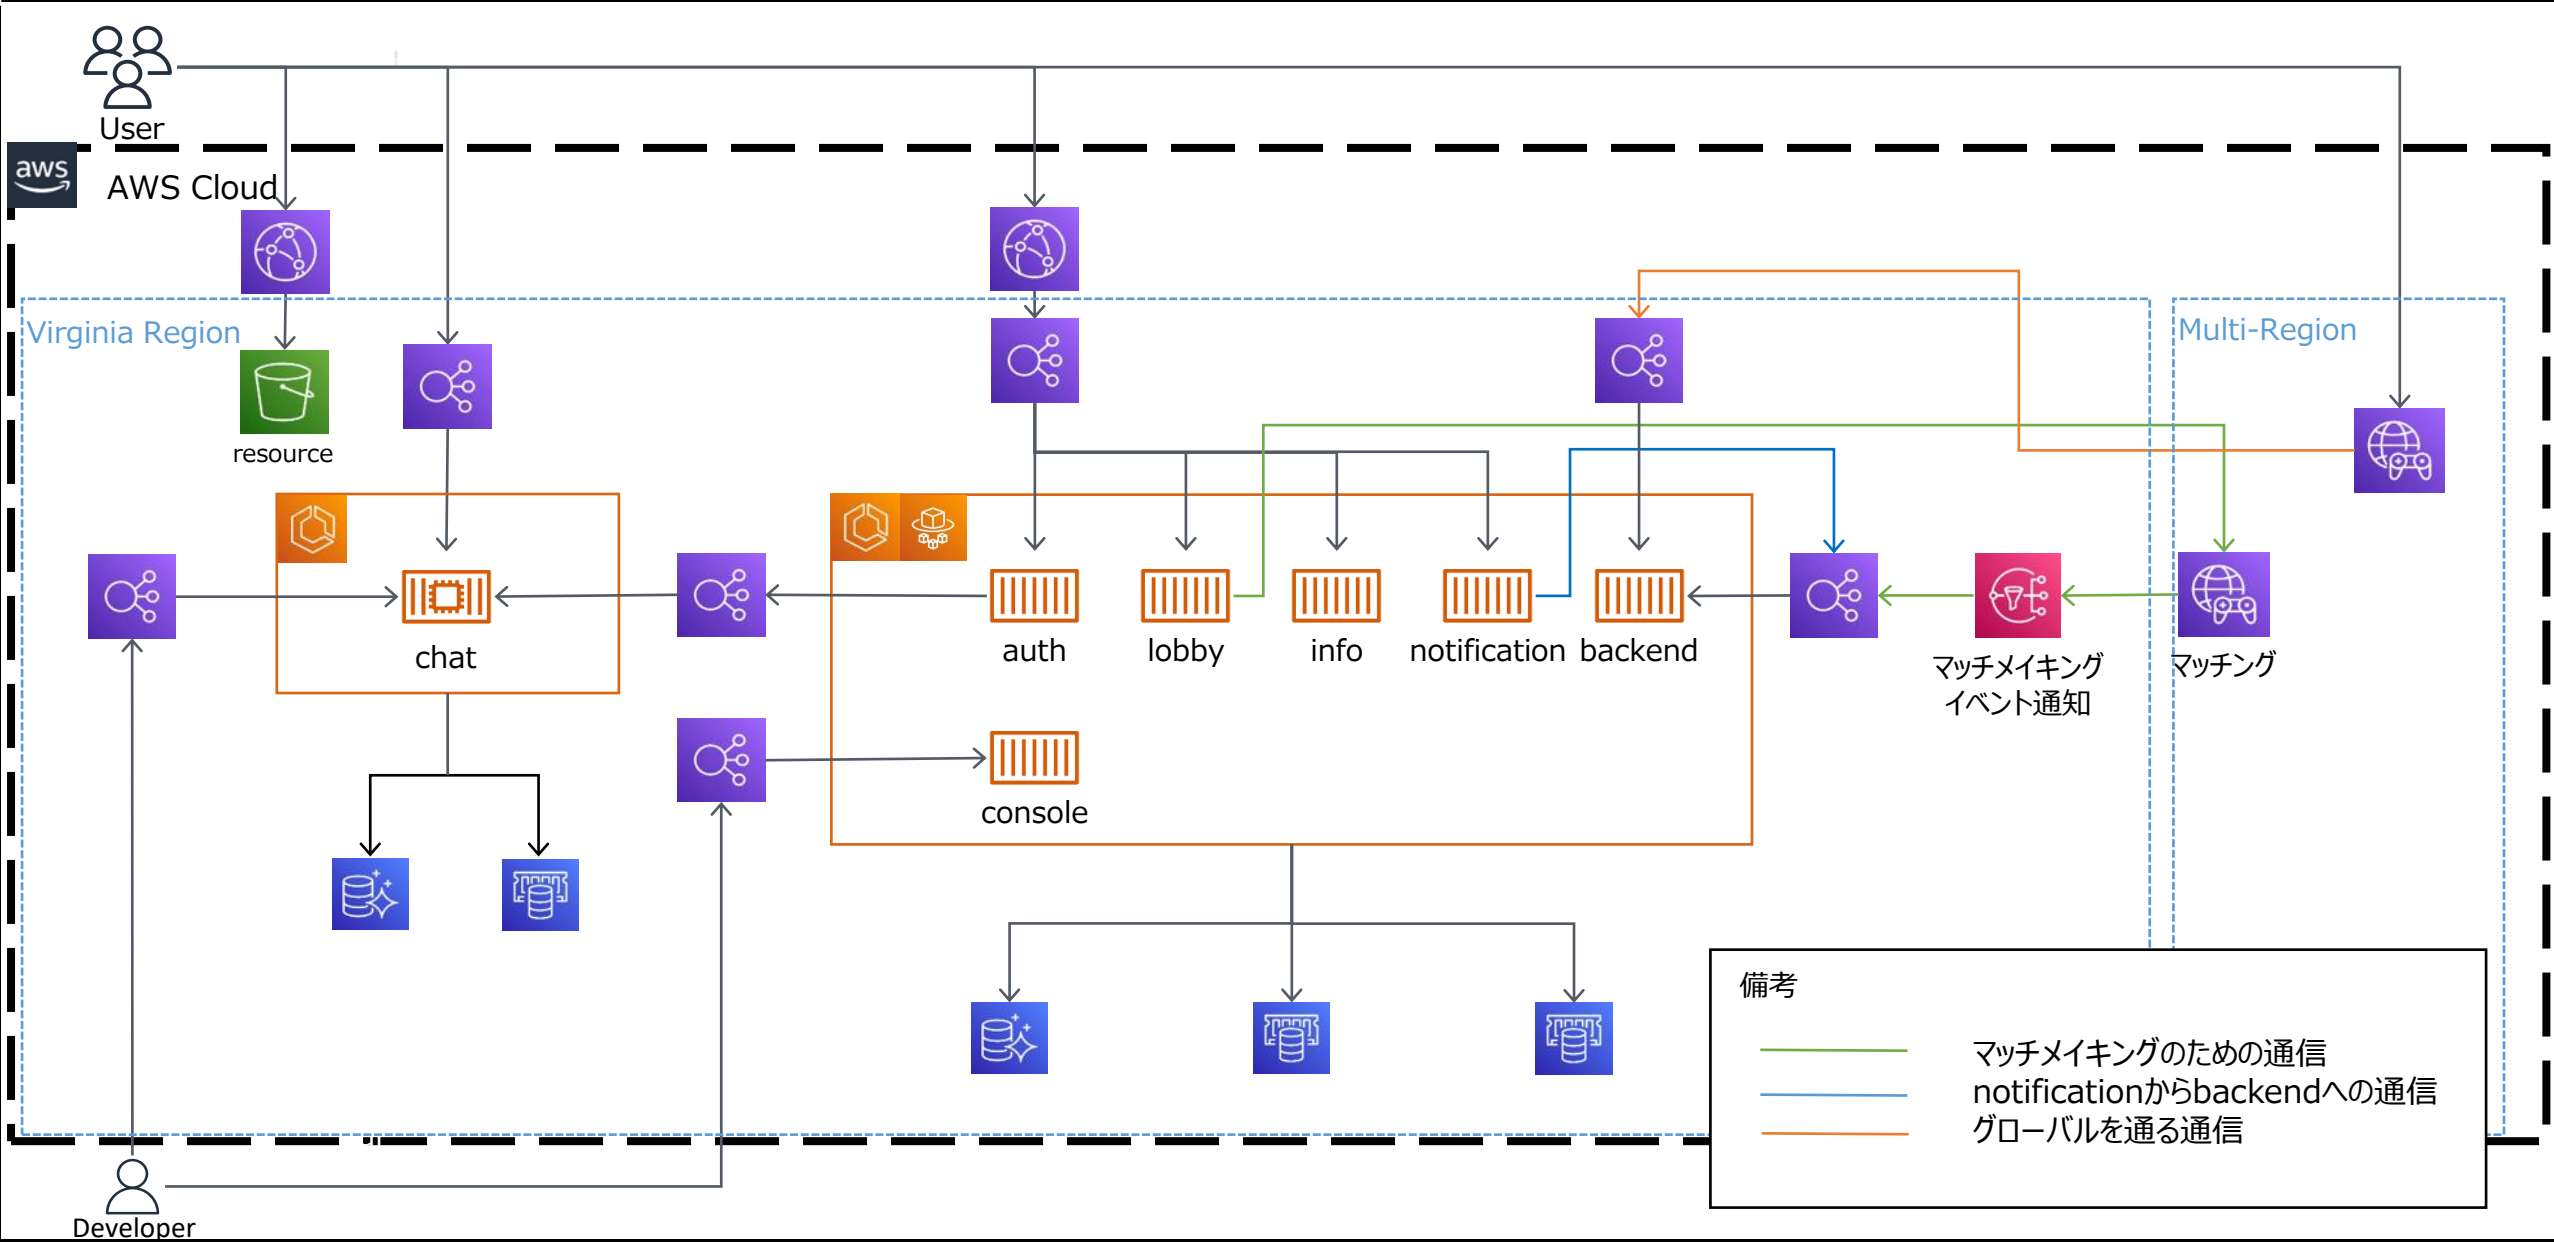 User
aws
AWS Cloud
Virginia Region
Multi-Region
resource
chat
auth
lobby
info
notification
backend
マッチメイキング
イベント通知
マッチング
console
備考
マッチメイキングのための通信
notificationからbackendへの通信
グローバルを通る通信
Developer